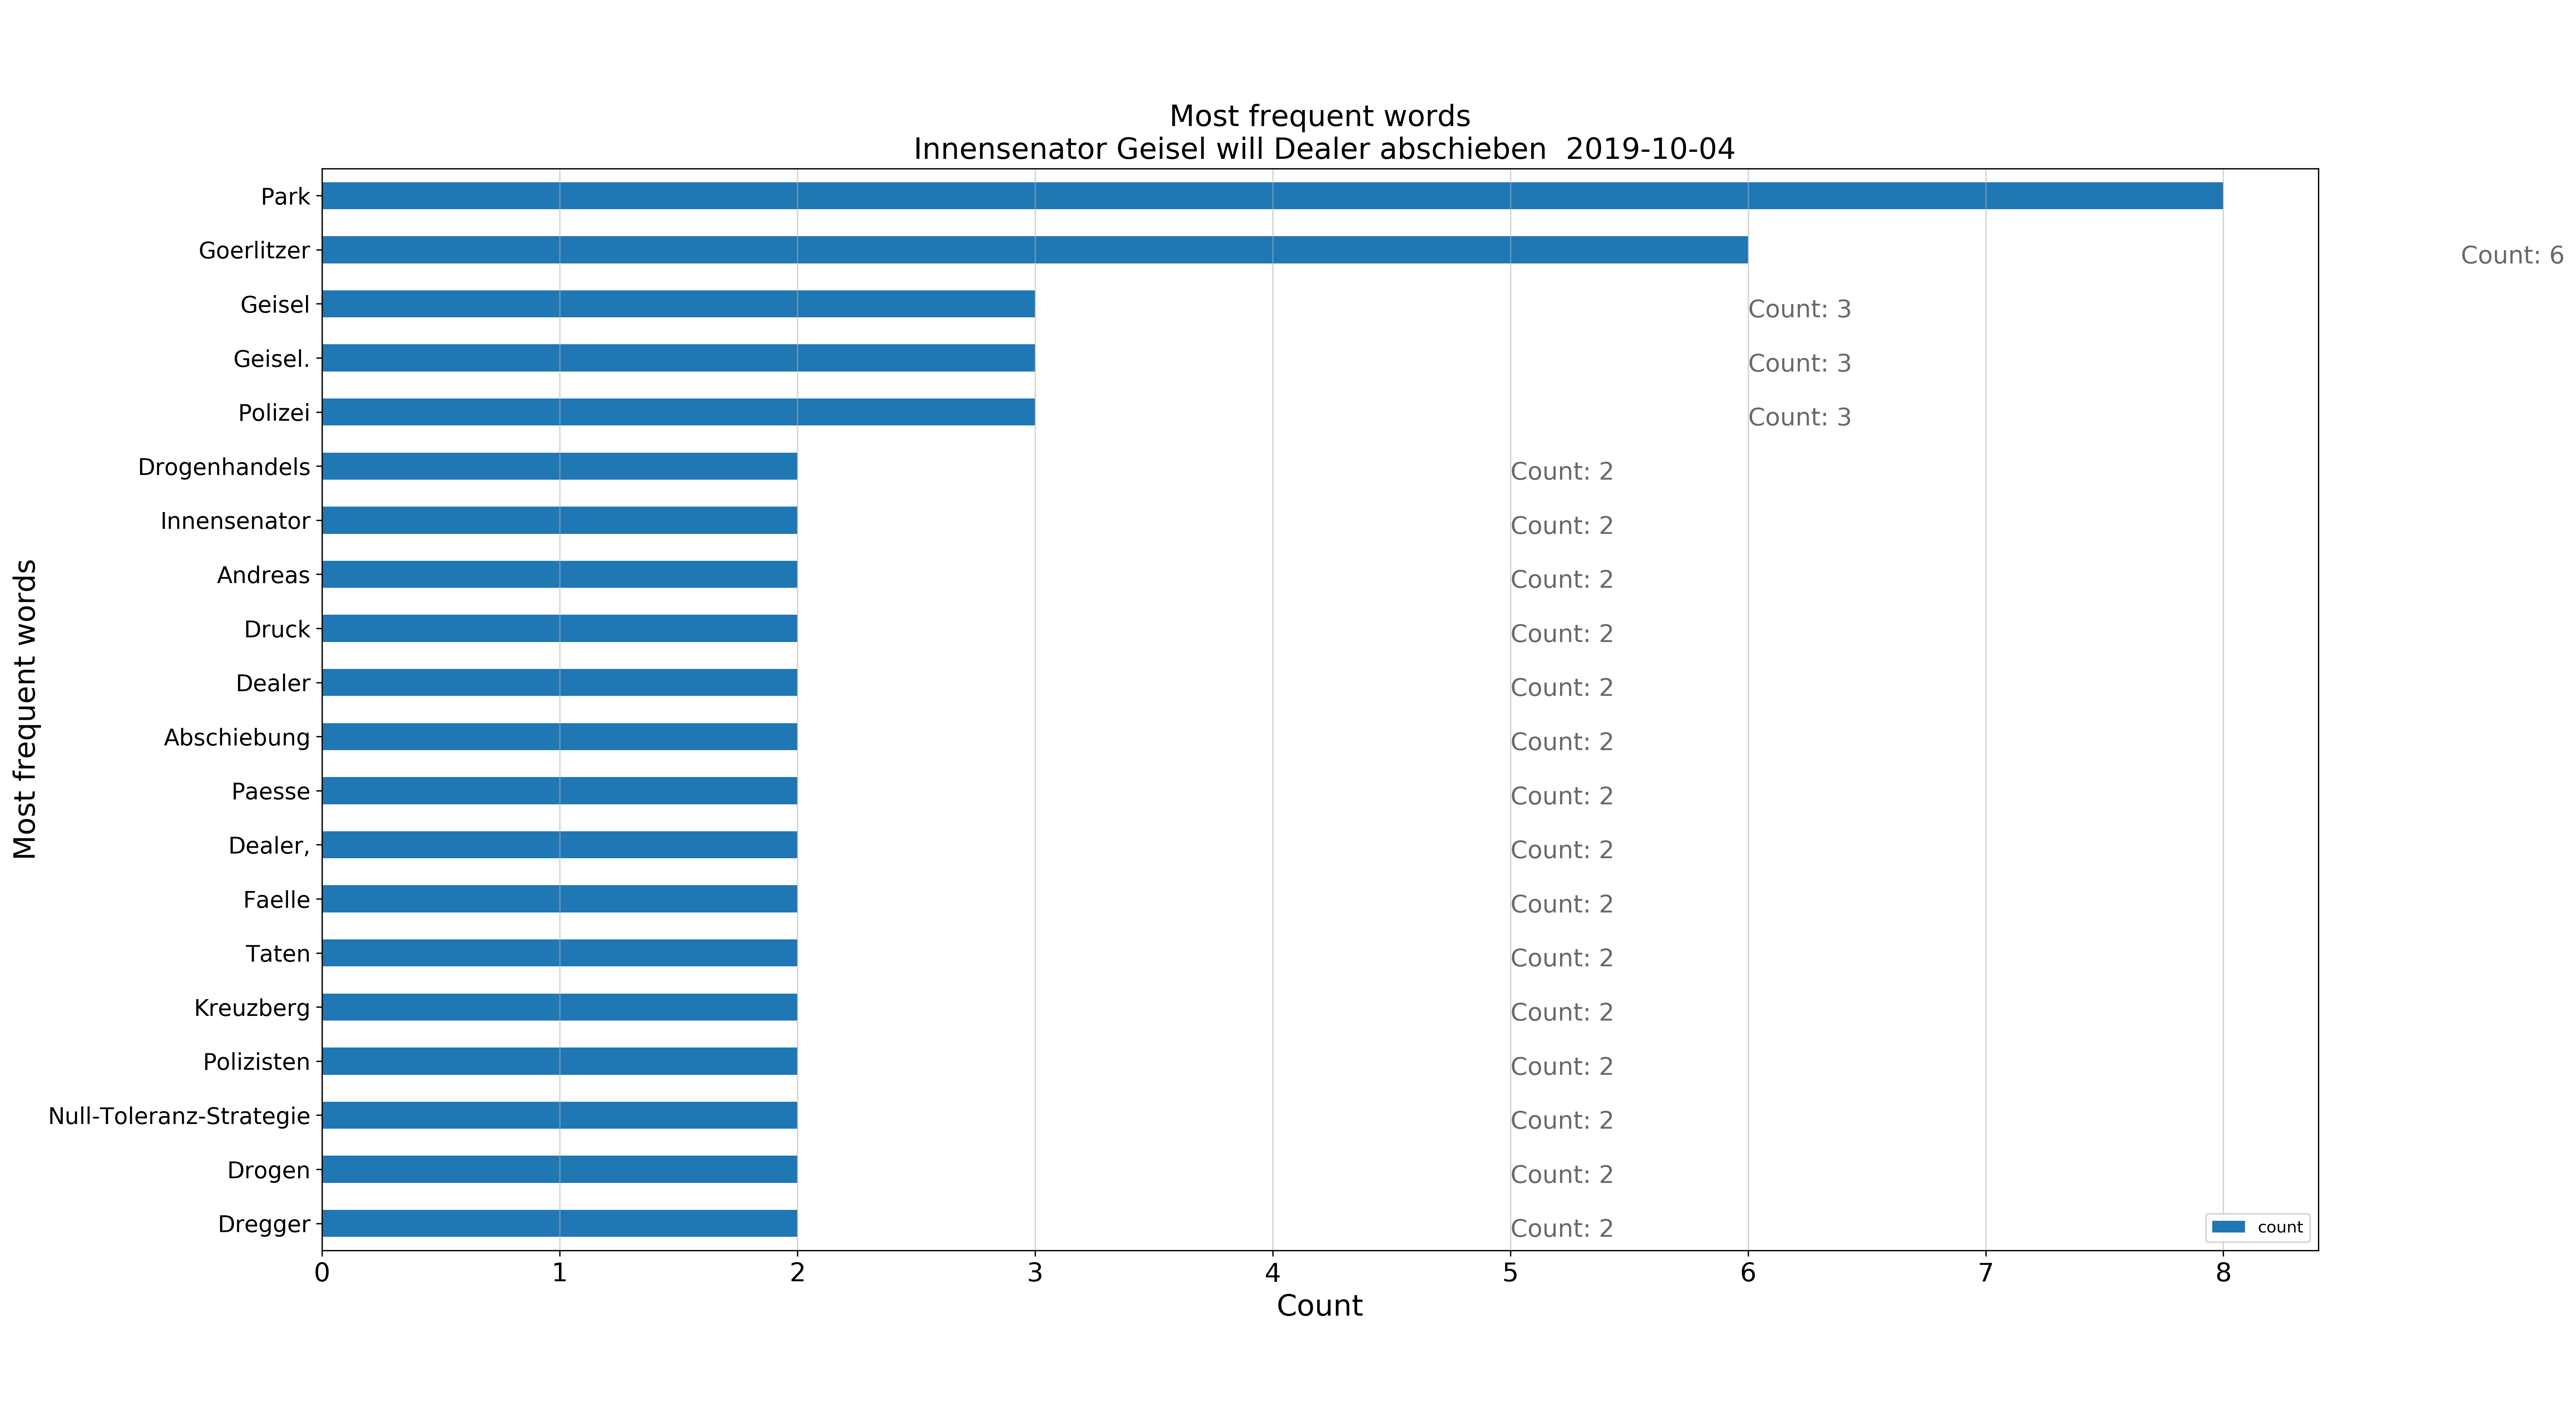 Most frequent words
Innensenator Geisel will Dealer abschieben  2019-10-04
Most frequent words
Park
Goerlitzer Count: 6
Geisel Count: 3
Geisel. Count: 3
Polizei Count: 3
Drogenhandels Count: 2
Innensenator Count: 2
Andreas Count: 2
Druck Count: 2
Dealer Count: 2
Abschiebung Count: 2
Paesse Count: 2
Dealer, Count: 2
Faelle Count: 2
Taten Count: 2
Kreuzberg Count: 2
Polizisten Count: 2
Null-Toleranz-Strategie Count: 2
Drogen Count: 2
Dregger Count: 2
count
0 1 2 3 4 5 6 7 8
Count